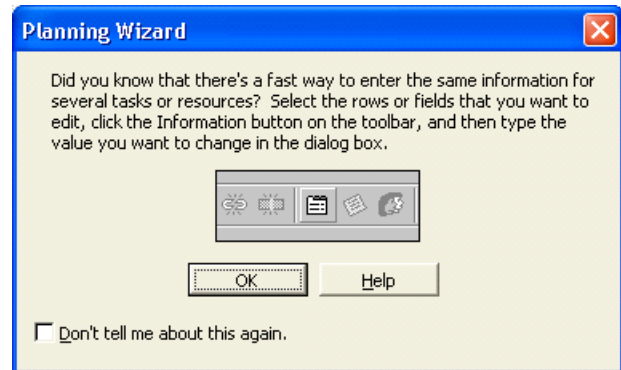 Planning Wizard
Did you know that there's a fast way to enter the same information for
several tasks or resources? Select the rows or fields that you want to
edit, click the Information button on the toolbar, and then type the
value you want to change in the dialog box.
OK Help
Don't tell me about this again.